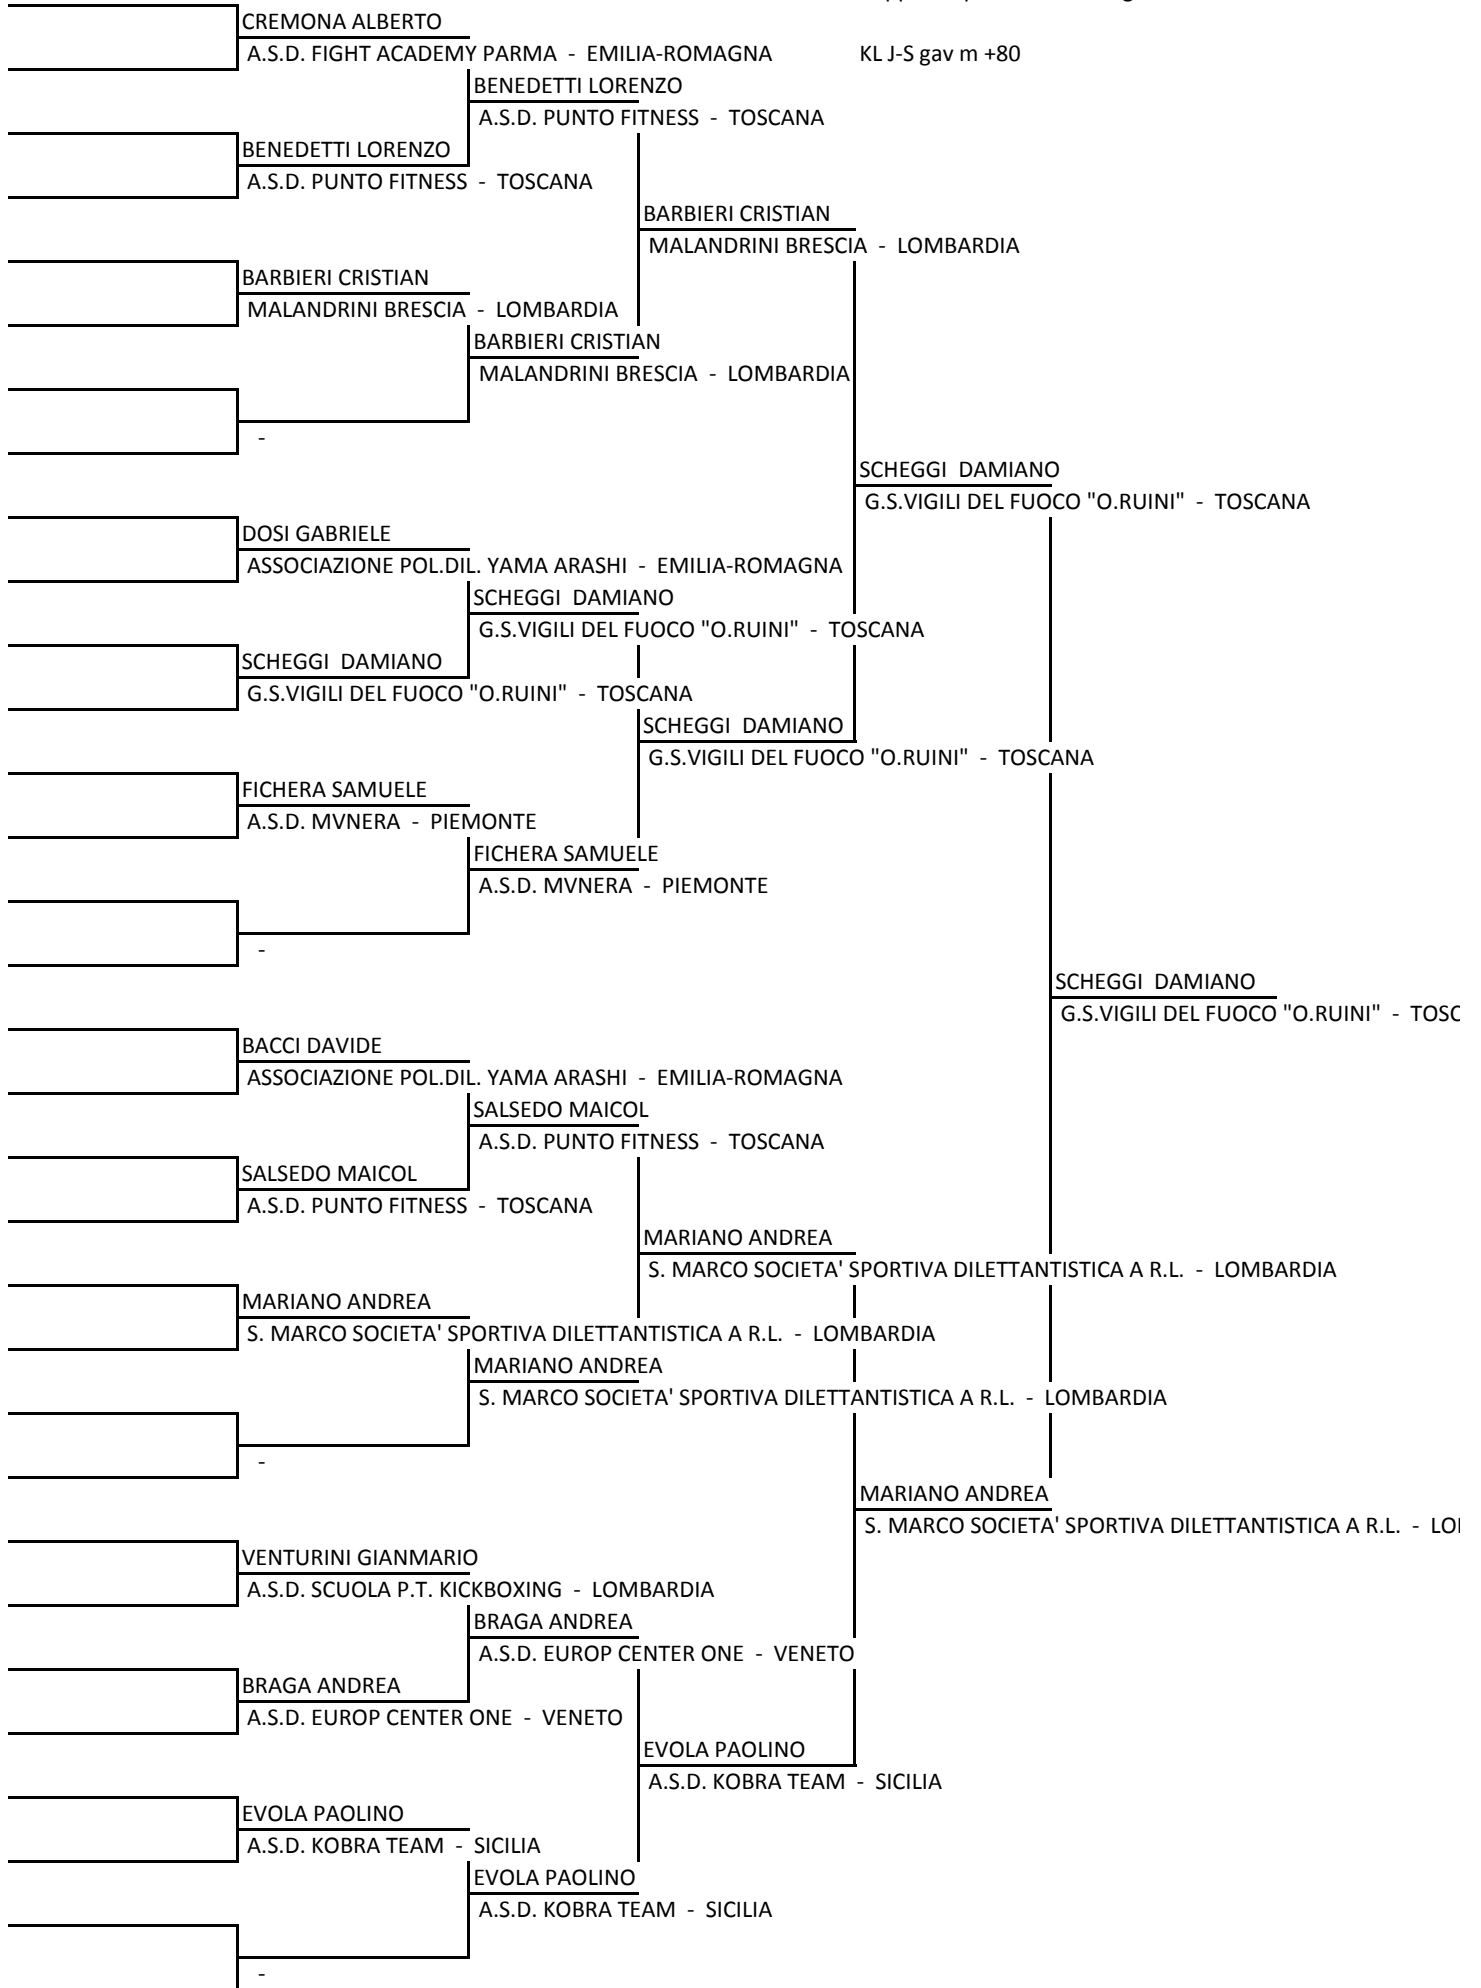 CREMONA ALBERTO
A.S.D. FIGHT ACADEMY PARMA - EMILIA-ROMAGNA KL J-S gav m +80
BENEDETTI LORENZO
A.S.D. PUNTO FITNESS - TOSCANA
BENEDETTI LORENZO
A.S.D. PUNTO FITNESS - TOSCANA
BARBIERI CRISTIAN
MALANDRINI BRESCIA - LOMBARDIA
BARBIERI CRISTIAN
MALANDRINI BRESCIA - LOMBARDIA
BARBIERI CRISTIAN
MALANDRINI BRESCIA - LOMBARDIA
-
SCHEGGI DAMIANO
G.S.VIGILI DEL FUOCO "O.RUINI" - TOSCANA
DOSI GABRIELE
ASSOCIAZIONE POL.DIL. YAMA ARASHI - EMILIA-ROMAGNA
SCHEGGI DAMIANO
G.S.VIGILI DEL FUOCO "O.RUINI" - TOSCANA
SCHEGGI DAMIANO
G.S.VIGILI DEL FUOCO "O.RUINI" - TOSCANA
SCHEGGI DAMIANO
G.S.VIGILI DEL FUOCO "O.RUINI" - TOSCANA
FICHERA SAMUELE
A.S.D. MVNERA - PIEMONTE
FICHERA SAMUELE
A.S.D. MVNERA - PIEMONTE
-
SCHEGGI DAMIANO
G.S.VIGILI DEL FUOCO "O.RUINI" - TOSC
BACCI DAVIDE
ASSOCIAZIONE POL.DIL. YAMA ARASHI - EMILIA-ROMAGNA
SALSEDO MAICOL
A.S.D. PUNTO FITNESS - TOSCANA
SALSEDO MAICOL
A.S.D. PUNTO FITNESS - TOSCANA
MARIANO ANDREA
S. MARCO SOCIETA' SPORTIVA DILETTANTISTICA A R.L. - LOMBARDIA
MARIANO ANDREA
S. MARCO SOCIETA' SPORTIVA DILETTANTISTICA A R.L. - LOMBARDIA
MARIANO ANDREA
S. MARCO SOCIETA' SPORTIVA DILETTANTISTICA A R.L. - LOMBARDIA
-
MARIANO ANDREA
S. MARCO SOCIETA' SPORTIVA DILETTANTISTICA A R.L. - LO
VENTURINI GIANMARIO
A.S.D. SCUOLA P.T. KICKBOXING - LOMBARDIA
BRAGA ANDREA
A.S.D. EUROP CENTER ONE - VENETO
BRAGA ANDREA
A.S.D. EUROP CENTER ONE - VENETO
EVOLA PAOLINO
A.S.D. KOBRA TEAM - SICILIA
EVOLA PAOLINO
A.S.D. KOBRA TEAM - SICILIA
EVOLA PAOLINO
A.S.D. KOBRA TEAM - SICILIA
-